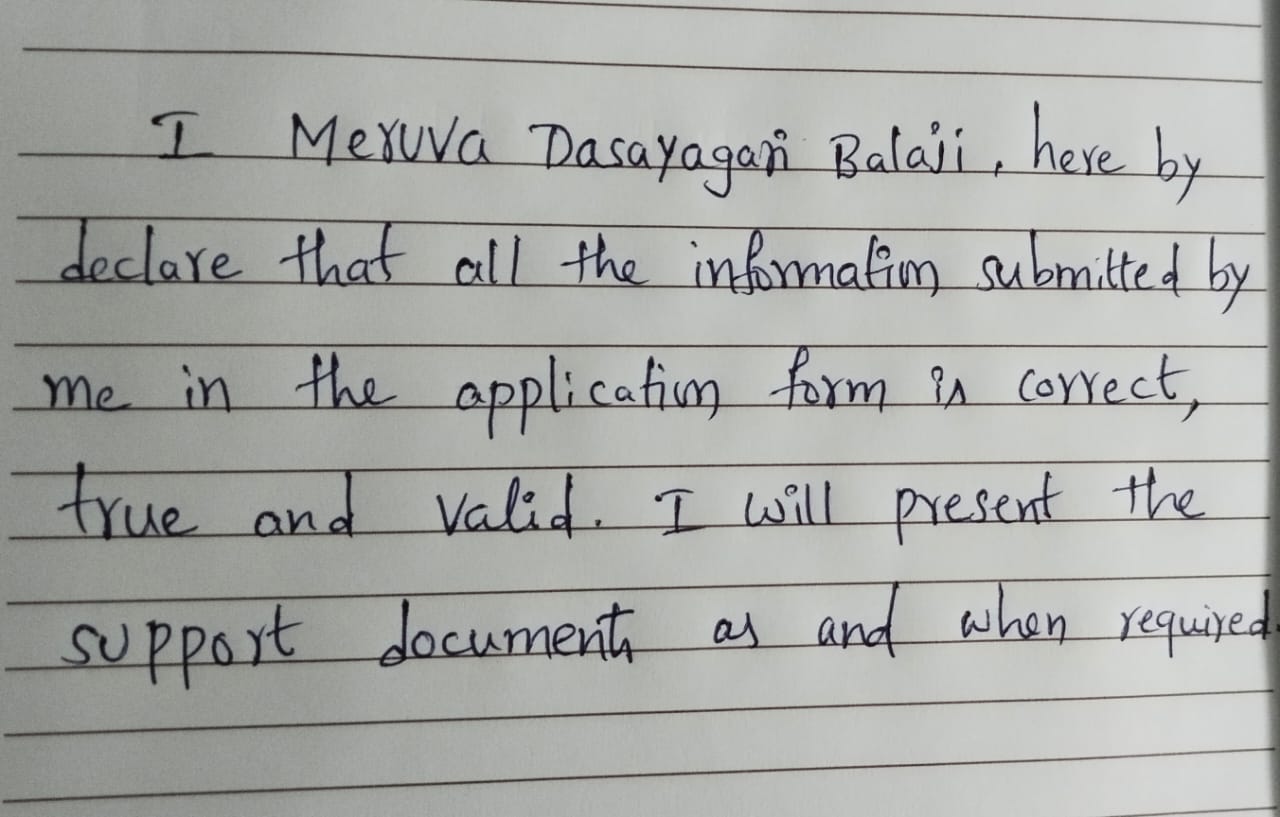 I Meruva Dasayagari Balaji, here by
declare that all the information submitted by
me in the application form is correct,
true and valid. I will present the
support documents as and when required.